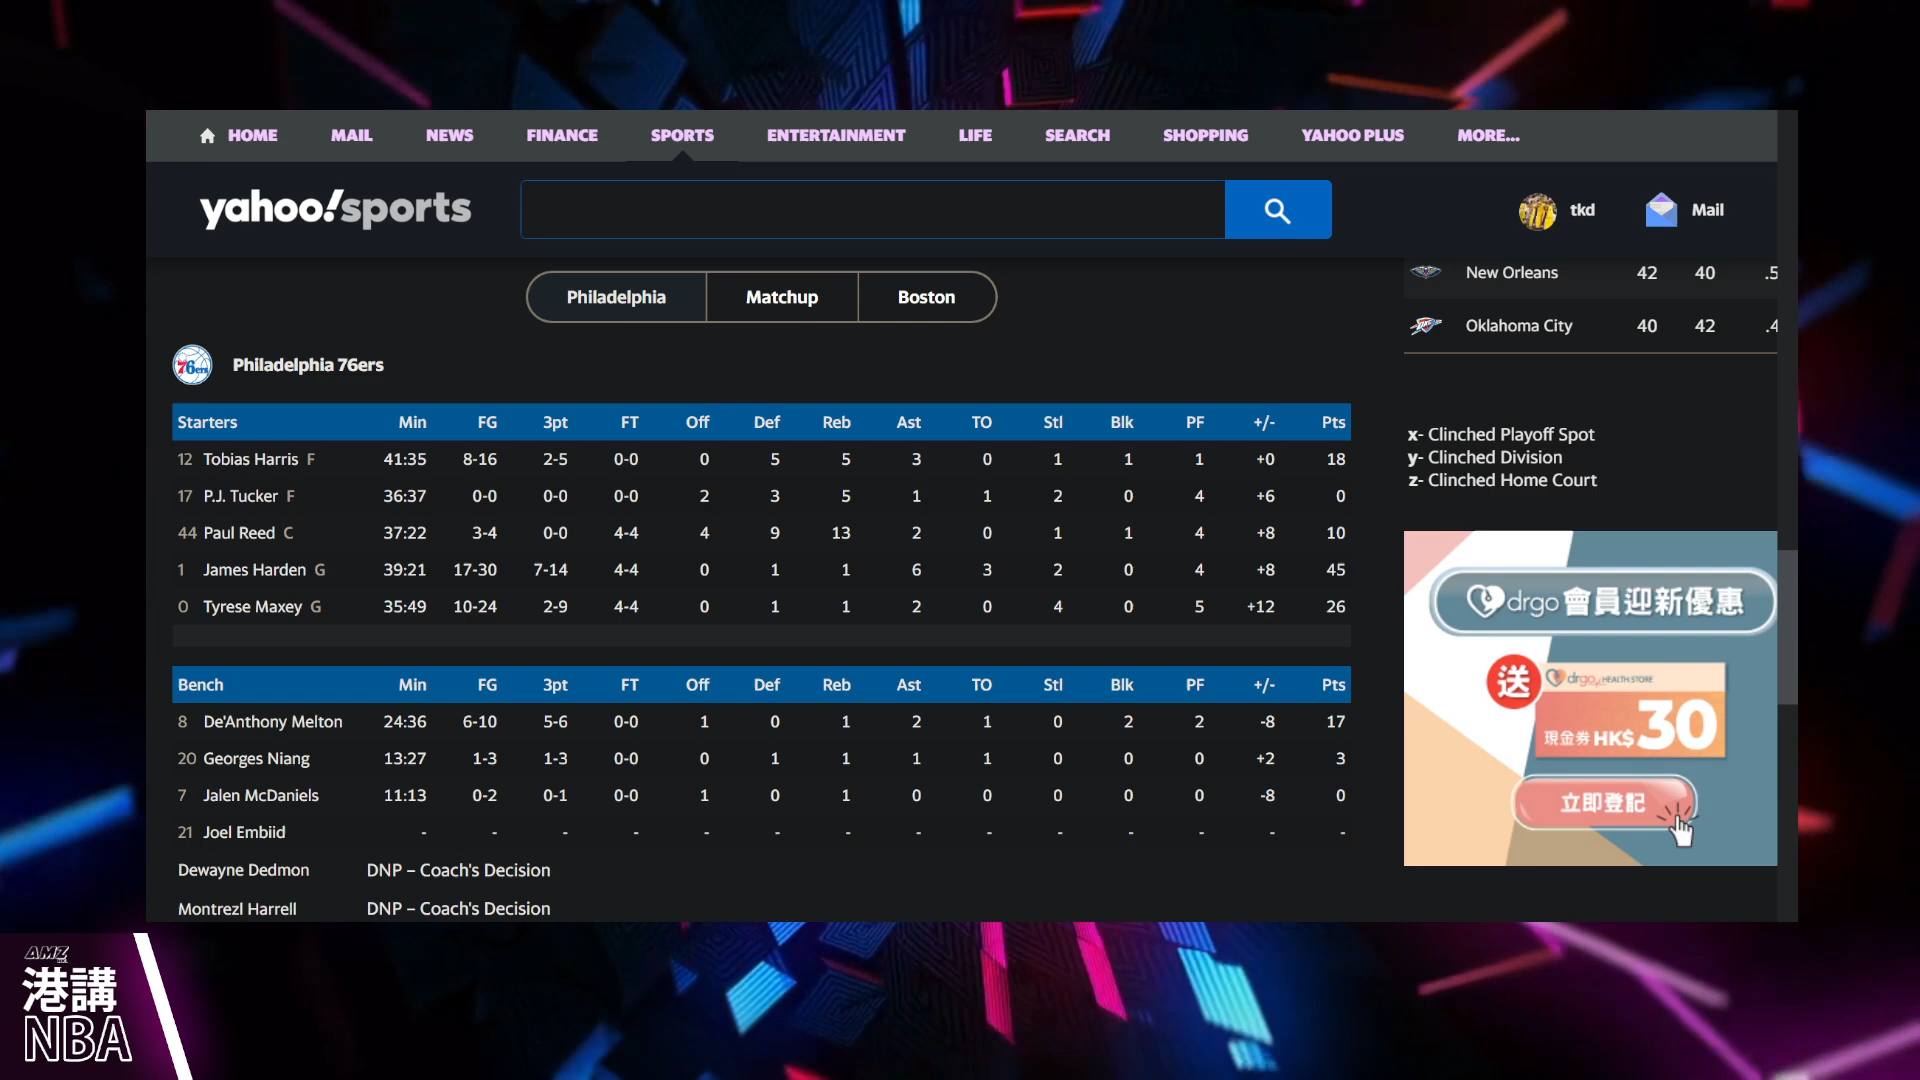 HOME MAIL NEWS FINANCE SPORTS ENTERTAINMENT LIFE SEARCH SHOPPING YAHOO PLUS MORE...
yahoo!sports tkd Mail
Philadelphia Matchup Boston
New Orleans 42 40 .5
Oklahoma City 40 42 .4
76ers Philadelphia 76ers
Starters Min FG 3pt FT Off Def Reb Ast TO Stl Blk PF +/- Pts
12 Tobias Harris F 41:35 8-16 2-5 0-0 0 5 5 3 0 1 1 1 +0 18
17 P.J. Tucker F 36:37 0-0 0-0 0-0 2 3 5 1 1 2 0 4 +6 0
44 Paul Reed C 37:22 3-4 0-0 4-4 4 9 13 2 0 1 1 4 +8 10
1 James Harden G 39:21 17-30 7-14 4-4 0 1 1 6 3 2 0 4 +8 45
0 Tyrese Maxey G 35:49 10-24 2-9 4-4 0 1 1 2 0 4 0 5 +12 26
Bench Min FG 3pt FT Off Def Reb Ast TO Stl Blk PF +/- Pts
8 De'Anthony Melton 24:36 6-10 5-6 0-0 1 0 1 2 1 0 2 2 -8 17
20 Georges Niang 13:27 1-3 1-3 0-0 0 1 1 1 1 0 0 0 +2 3
7 Jalen McDaniels 11:13 0-2 0-1 0-0 1 0 1 0 0 0 0 0 -8 0
21 Joel Embiid - - - - - - - - - - - - - -
Dewayne Dedmon DNP – Coach's Decision
Montrezl Harrell DNP – Coach's Decision
x- Clinched Playoff Spot
y- Clinched Division
z- Clinched Home Court
drgo 會員迎新優惠
送 drgo HEALTH STORE
現金券 HK$30
立即登記
AMZ
港講
NBA